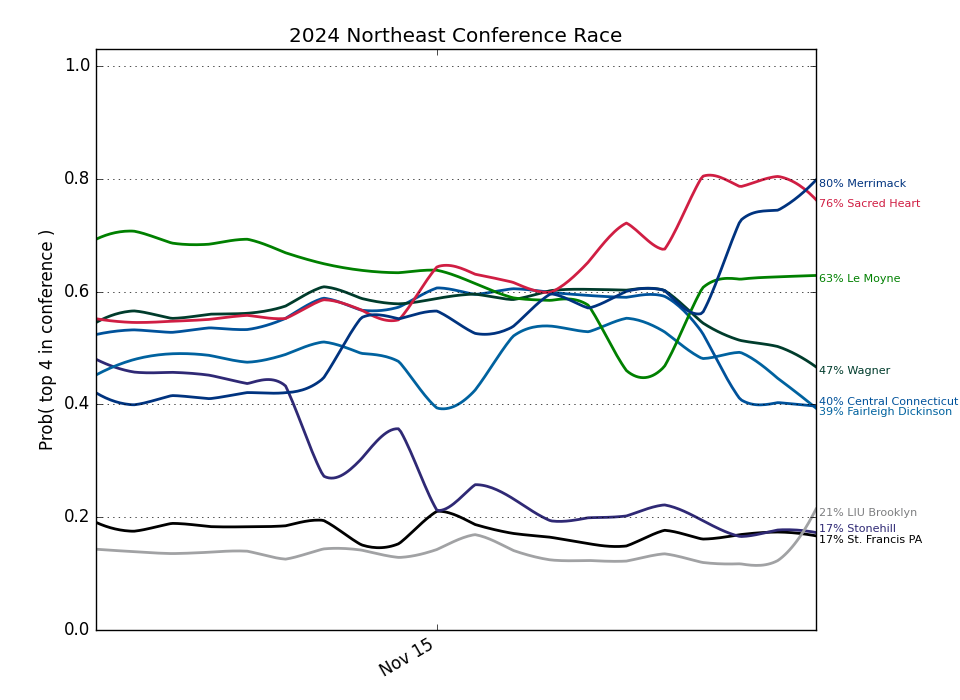 2024 Northeast Conference Race
Prob( top 4 in conference )
1.0
0.8
0.6
0.4
0.2
0.0
Nov 15
80% Merrimack
76% Sacred Heart
63% Le Moyne
47% Wagner
40% Central Connecticut
39% Fairleigh Dickinson
21% LIU Brooklyn
17% Stonehill
17% St. Francis PA